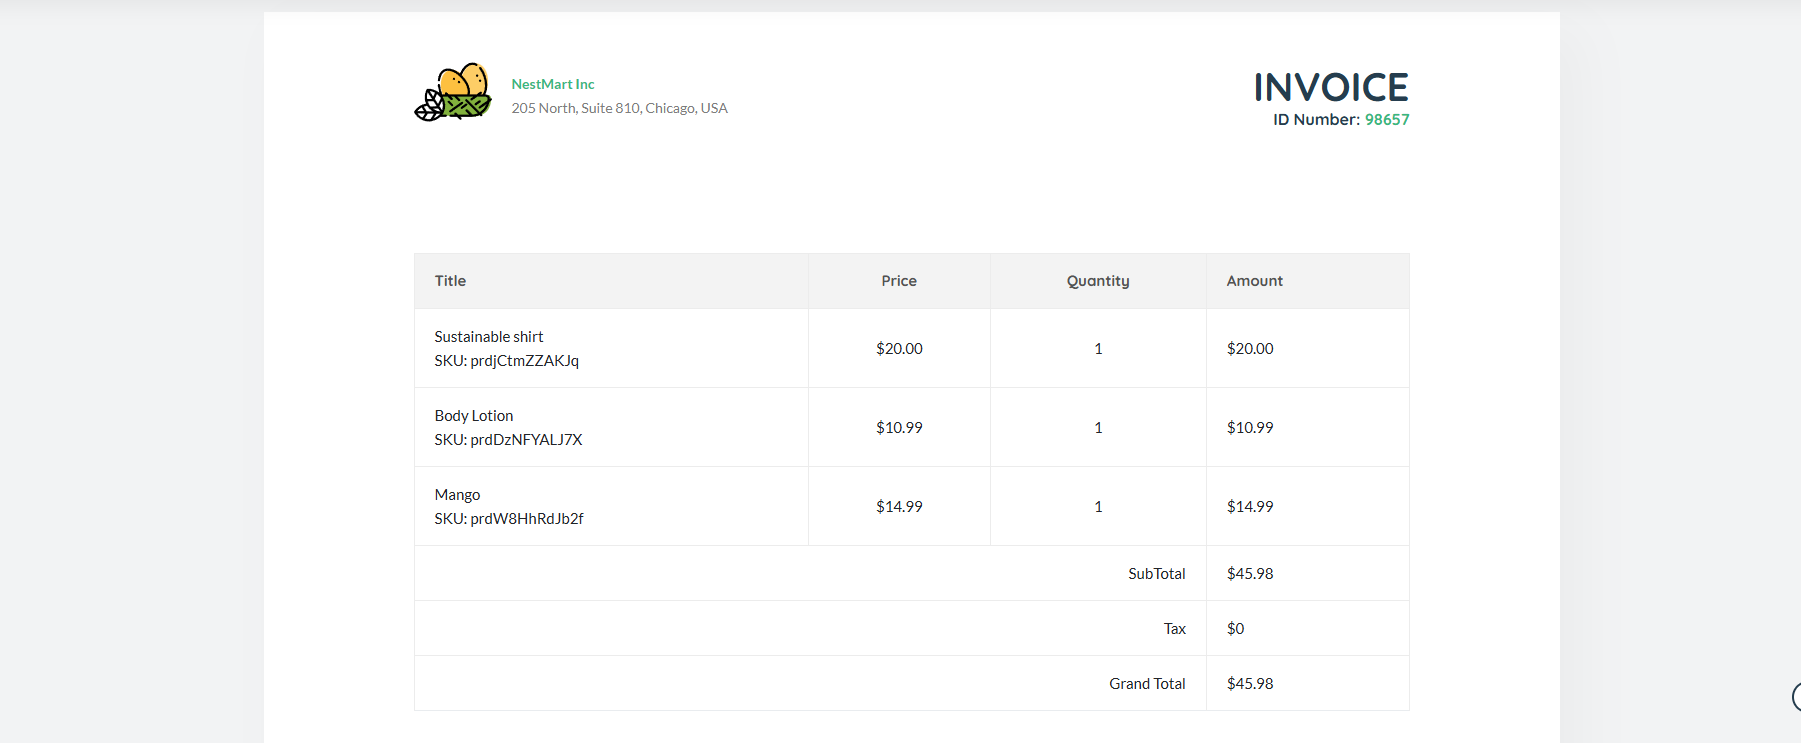 NestMart Inc
205 North, Suite 810, Chicago, USA
INVOICE
ID Number: 98657
Title Price Quantity Amount
Sustainable shirt
SKU: prdjCtmZZAKJq
$20.00 1 $20.00
Body Lotion
SKU: prdDzNFYALJ7X
$10.99 1 $10.99
Mango
SKU: prdW8HhRdJb2f
$14.99 1 $14.99
SubTotal $45.98
Tax $0
Grand Total $45.98